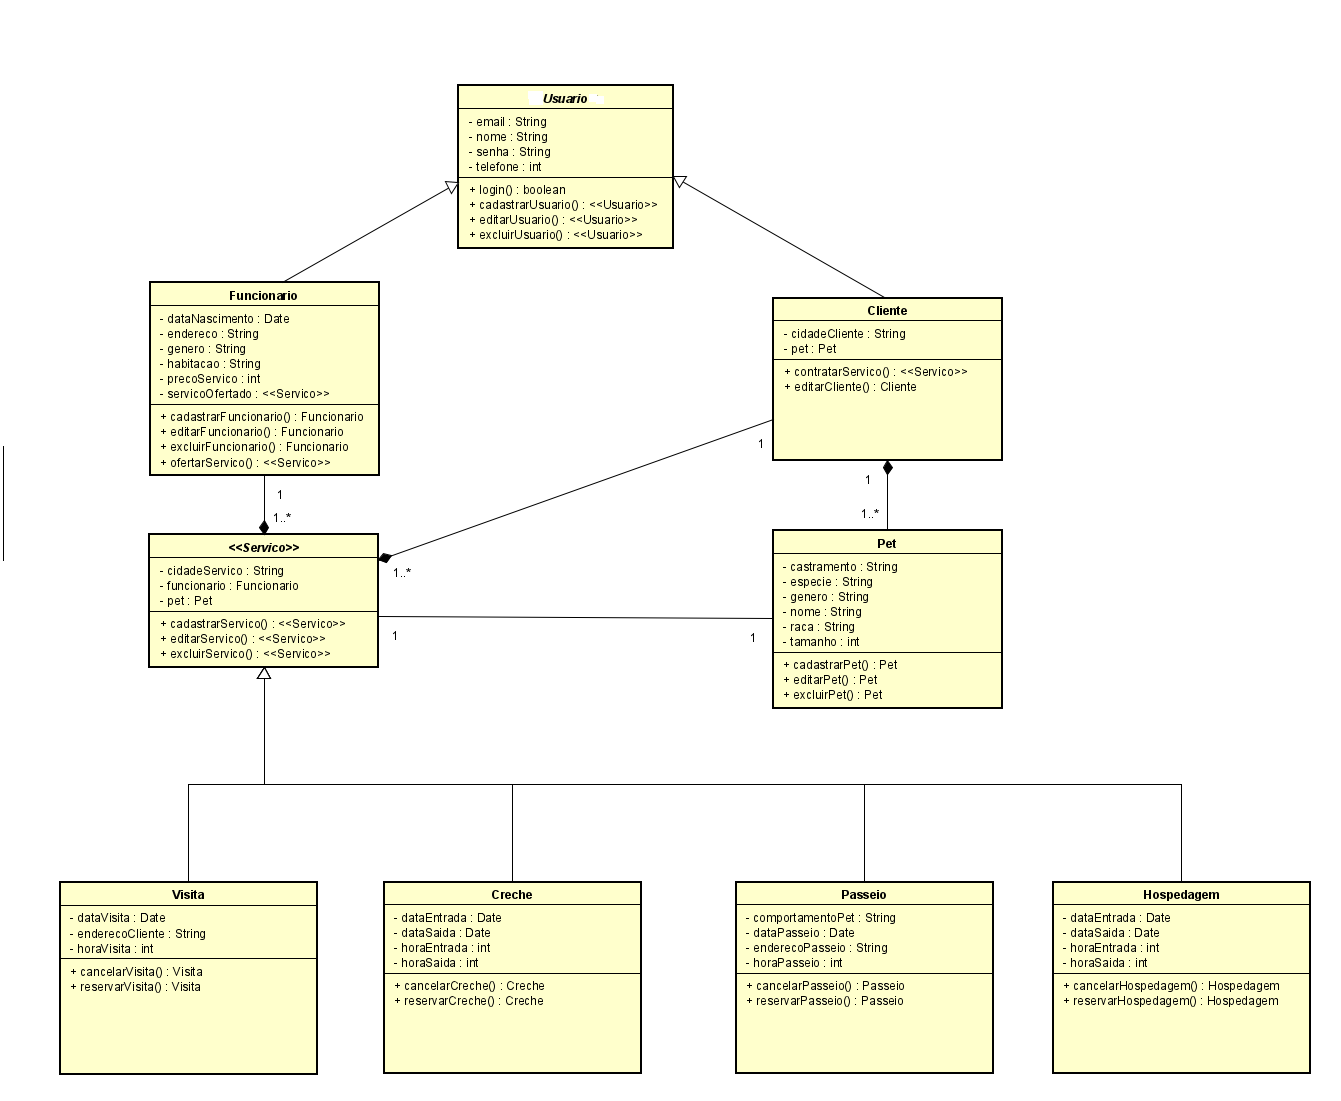 Usuario
- email : String
- nome : String
- senha : String
- telefone : int
+ login() : boolean
+ cadastrarUsuario() : <<Usuario>>
+ editarUsuario() : <<Usuario>>
+ excluirUsuario() : <<Usuario>>
Funcionario
- dataNascimento : Date
- endereco : String
- genero : String
- habitacao : String
- precoServico : int
- servicoOfertado : <<Servico>>
+ cadastrarFuncionario() : Funcionario
+ editarFuncionario() : Funcionario
+ excluirFuncionario() : Funcionario
+ ofertarServico() : <<Servico>>
Cliente
- cidadeCliente : String
- pet : Pet
+ contratarServico() : <<Servico>>
+ editarCliente() : Cliente
1
1
1..*
1
1..*
1..*
1
1
<<Servico>>
- cidadeServico : String
- funcionario : Funcionario
- pet : Pet
+ cadastrarServico() : <<Servico>>
+ editarServico() : <<Servico>>
+ excluirServico() : <<Servico>>
Pet
- castramento : String
- especie : String
- genero : String
- nome : String
- raca : String
- tamanho : int
+ cadastrarPet() : Pet
+ editarPet() : Pet
+ excluirPet() : Pet
Visita
- dataVisita : Date
- enderecoCliente : String
- horaVisita : int
+ cancelarVisita() : Visita
+ reservarVisita() : Visita
Creche
- dataEntrada : Date
- dataSaida : Date
- horaEntrada : int
- horaSaida : int
+ cancelarCreche() : Creche
+ reservarCreche() : Creche
Passeio
- comportamentoPet : String
- dataPasseio : Date
- enderecoPasseio : String
- horaPasseio : int
+ cancelarPasseio() : Passeio
+ reservarPasseio() : Passeio
Hospedagem
- dataEntrada : Date
- dataSaida : Date
- horaEntrada : int
- horaSaida : int
+ cancelarHospedagem() : Hospedagem
+ reservarHospedagem() : Hospedagem